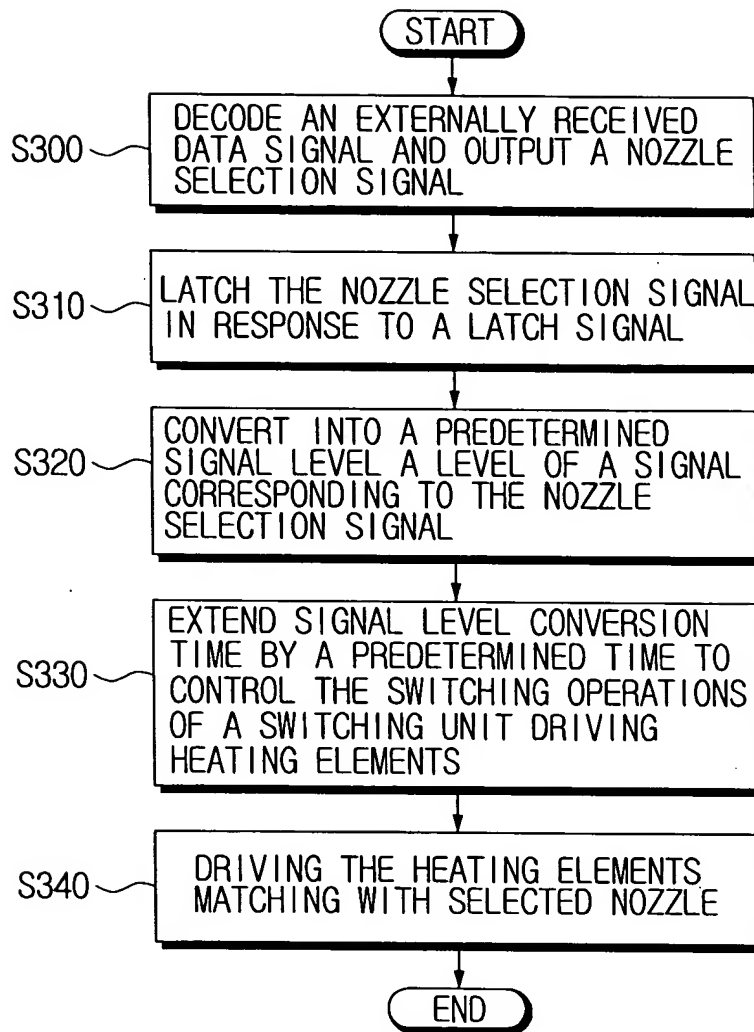 START
S300
DECODE AN EXTERNALLY RECEIVED
DATA SIGNAL AND OUTPUT A NOZZLE
SELECTION SIGNAL
S310
LATCH THE NOZZLE SELECTION SIGNAL
IN RESPONSE TO A LATCH SIGNAL
S320
CONVERT INTO A PREDETERMINED
SIGNAL LEVEL A LEVEL OF A SIGNAL
CORRESPONDING TO THE NOZZLE
SELECTION SIGNAL
S330
EXTEND SIGNAL LEVEL CONVERSION
TIME BY A PREDETERMINED TIME TO
CONTROL THE SWITCHING OPERATIONS
OF A SWITCHING UNIT DRIVING
HEATING ELEMENTS
S340
DRIVING THE HEATING ELEMENTS
MATCHING WITH SELECTED NOZZLE
END